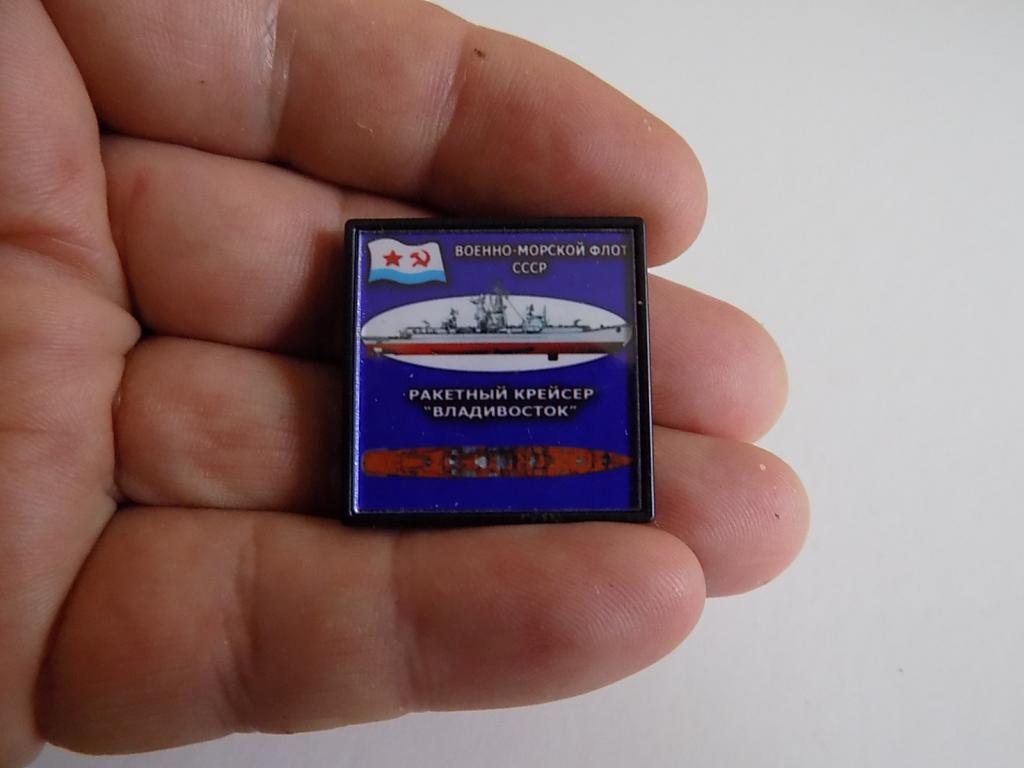 ВОЕННО-МОРСКОЙ ФЛОТ
СССР
РАКЕТНЫЙ КРЕЙСЕР
"ВЛАДИВОСТОК"